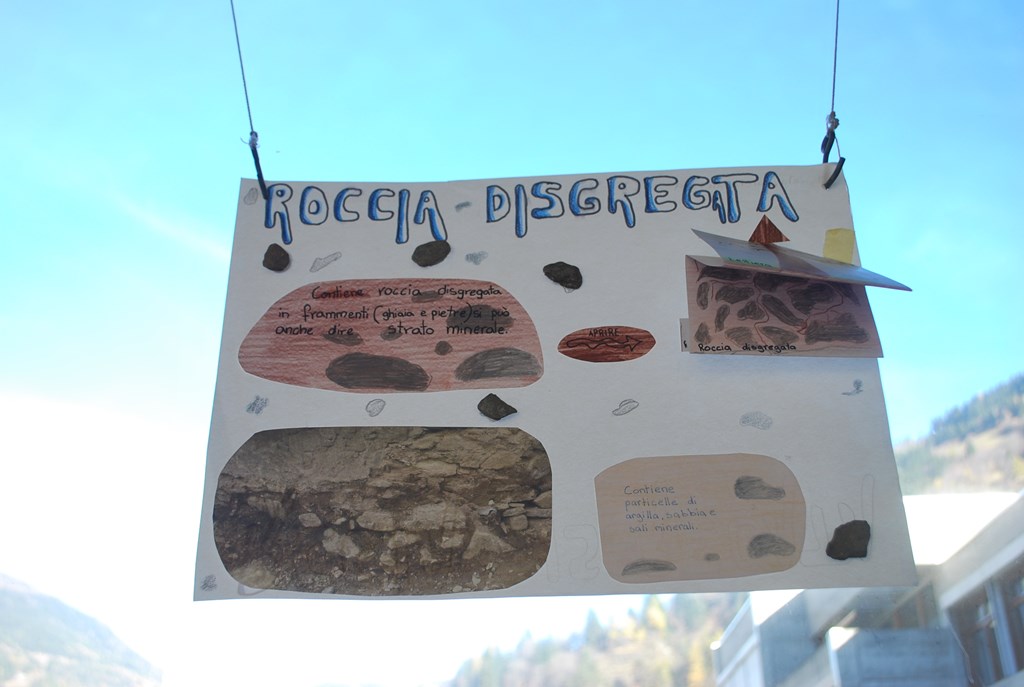 ROCCIA DISGREGATA
Contiene roccia disgregata
in frammenti (ghiaia e pietre) si può
anche dire strato minerale.
APRIRE
Roccia disgregata
Contiene
particelle di
argilla, sabbia e
sali minerali.